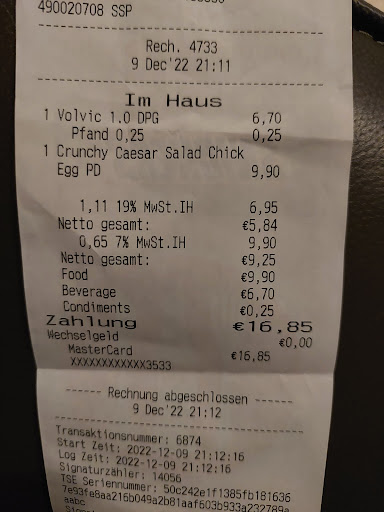 490020708 SSP
Rech. 4733
9 Dec'22 21:11
Im Haus
1 Volvic 1.0 DPG 6,70
Pfand 0,25 0,25
1 Crunchy Caesar Salad Chick
Egg PD 9,90
1,11 19% MwSt.IH 6,95
Netto gesamt: €5,84
0,65 7% MwSt.IH 9,90
Netto gesamt: €9,25
Food €9,90
Beverage €6,70
Condiments €0,25
Zahlung €16,85
Wechselgeld €0,00
MasterCard €16,85
XXXXXXXXXXXX3533
Rechnung abgeschlossen
9 Dec'22 21:12
Transaktionsnummer: 6874
Start Zeit: 2022-12-09 21:12:16
Log Zeit: 2022-12-09 21:12:16
Signaturzähler: 14056
TSE Seriennummer: 50c242e1f1385fb181636
7e93fe8aa216b049a2b81aaf603b933a232789a
aabc